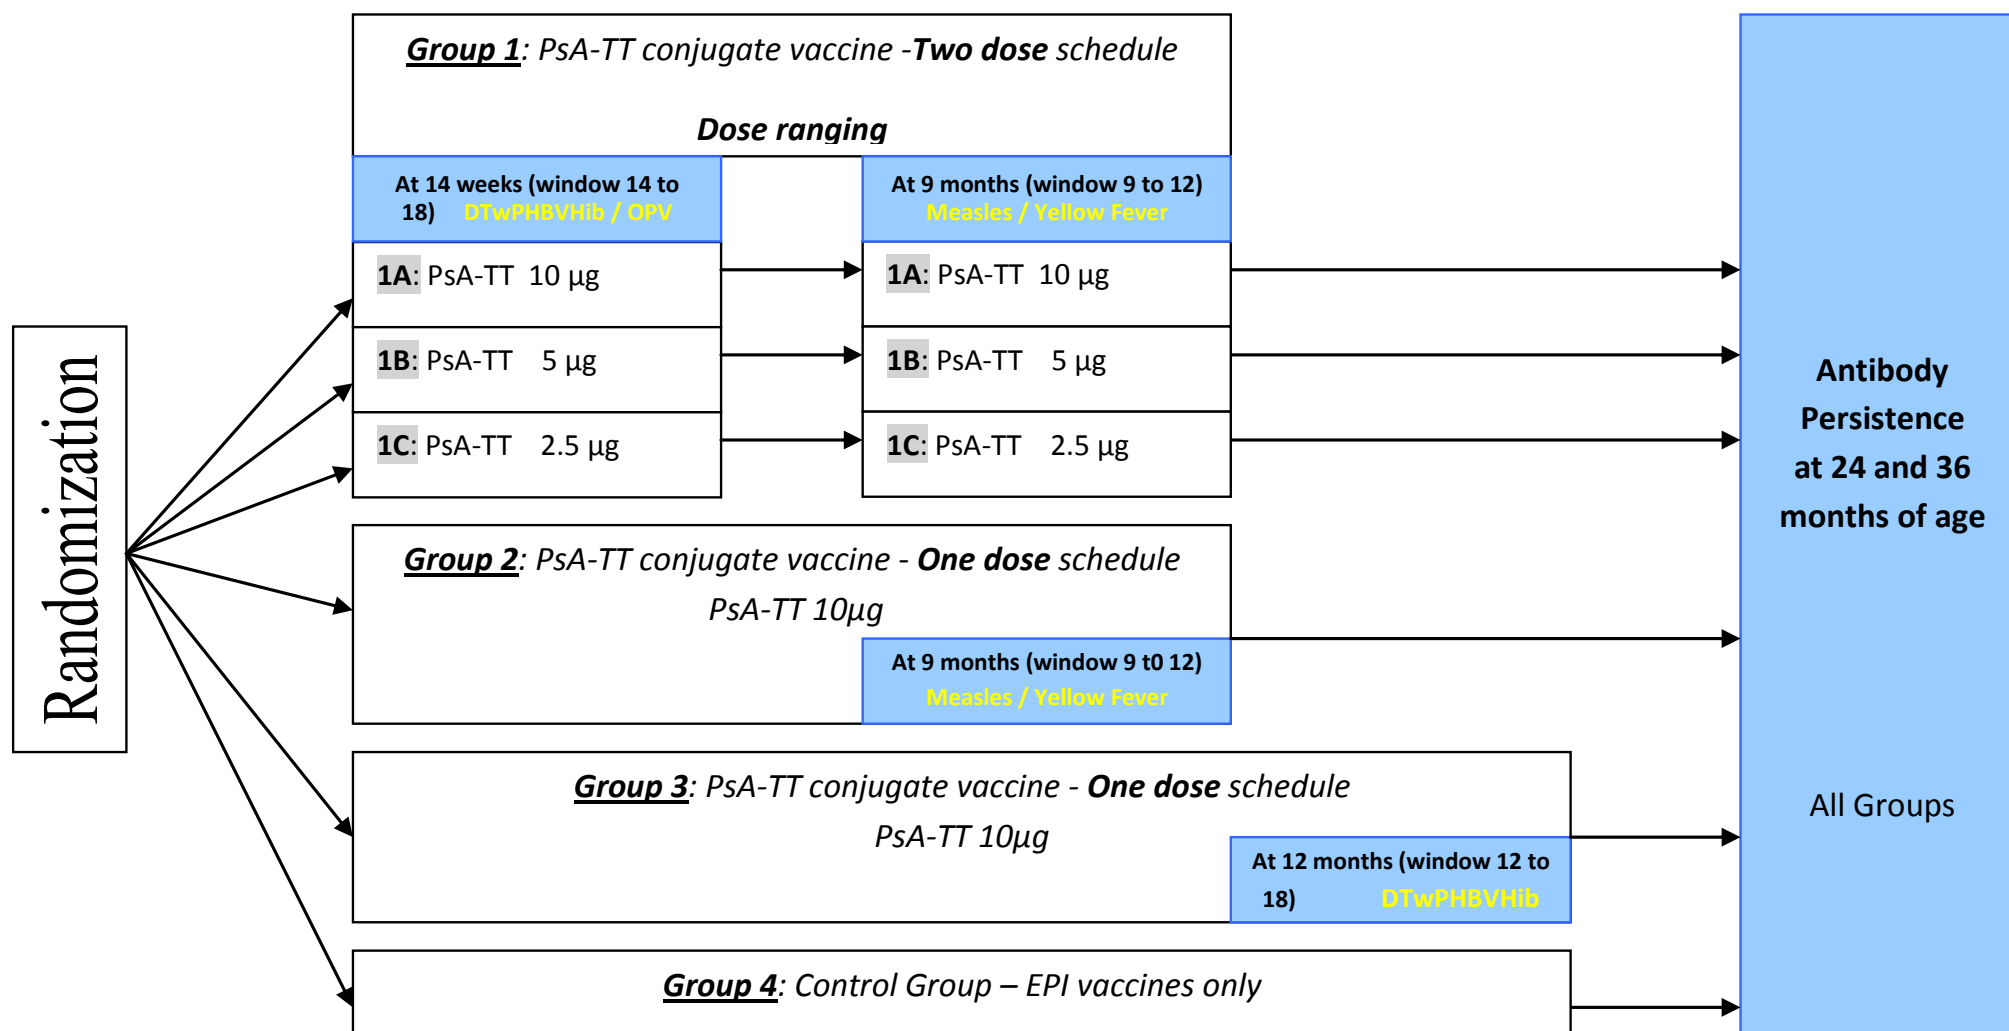 Randomization
Group 1: PsA-TT conjugate vaccine -Two dose schedule
Dose ranging
At 14 weeks (window 14 to
18) DTwPHBVHib / OPV
At 9 months (window 9 to 12)
Measles / Yellow Fever
1A: PsA-TT 10 µg
1A: PsA-TT 10 µg
1B: PsA-TT 5 µg
1B: PsA-TT 5 µg
1C: PsA-TT 2.5 µg
1C: PsA-TT 2.5 µg
Group 2: PsA-TT conjugate vaccine - One dose schedule
PsA-TT 10µg
At 9 months (window 9 t0 12)
Measles / Yellow Fever
Group 3: PsA-TT conjugate vaccine - One dose schedule
PsA-TT 10µg
At 12 months (window 12 to
18) DTwPHBVHib
Group 4: Control Group – EPI vaccines only
Antibody
Persistence
at 24 and 36
months of age
All Groups